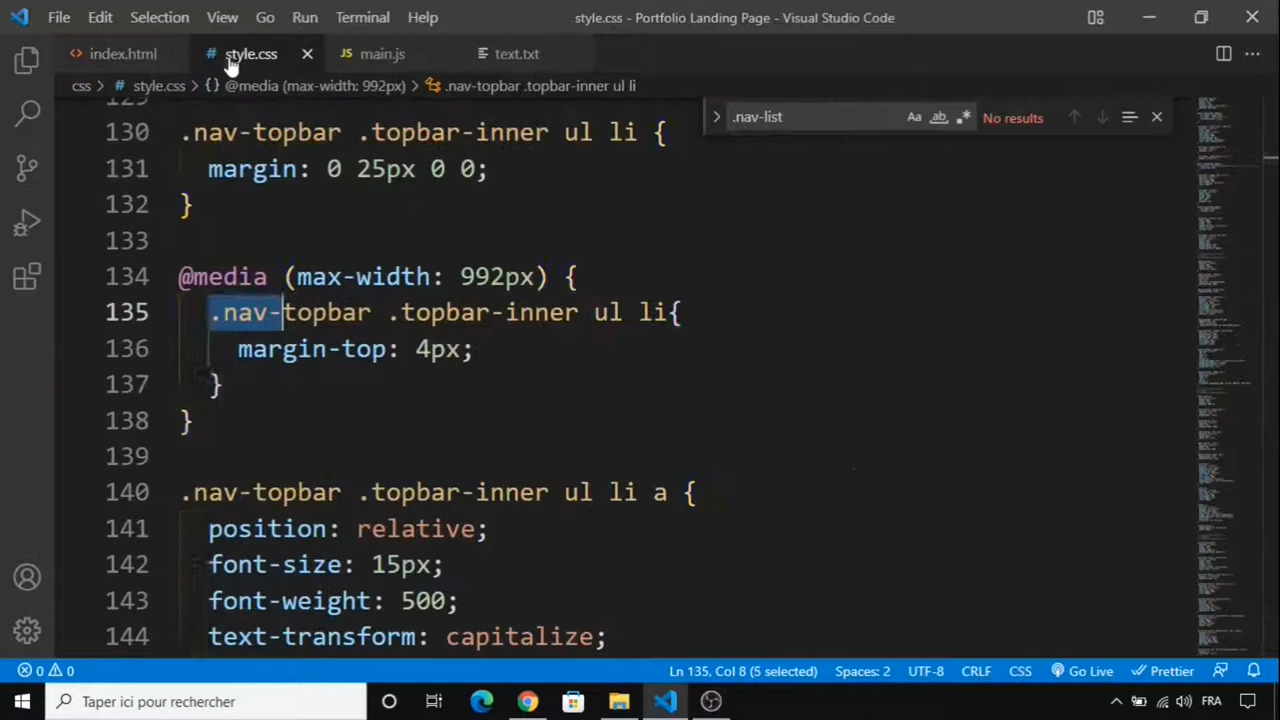 File Edit Selection View Go Run Terminal Help style.css - Portfolio Landing Page - Visual Studio Code
index.html # style.css JS main.js text.txt
css > # style.css > {} @media (max-width: 992px) > .nav-topbar .topbar-inner ul li
.nav-list Aa ab .* No results
129
130 .nav-topbar .topbar-inner ul li {
131 margin: 0 25px 0 0;
132 }
133
134 @media (max-width: 992px) {
135 .nav-topbar .topbar-inner ul li{
136 margin-top: 4px;
137 }
138 }
139
140 .nav-topbar .topbar-inner ul li a {
141 position: relative;
142 font-size: 15px;
143 font-weight: 500;
144 text-transform: capitalize;
0 0 Ln 135, Col 8 (5 selected) Spaces: 2 UTF-8 CRLF CSS Go Live Prettier
Taper ici pour rechercher FRA